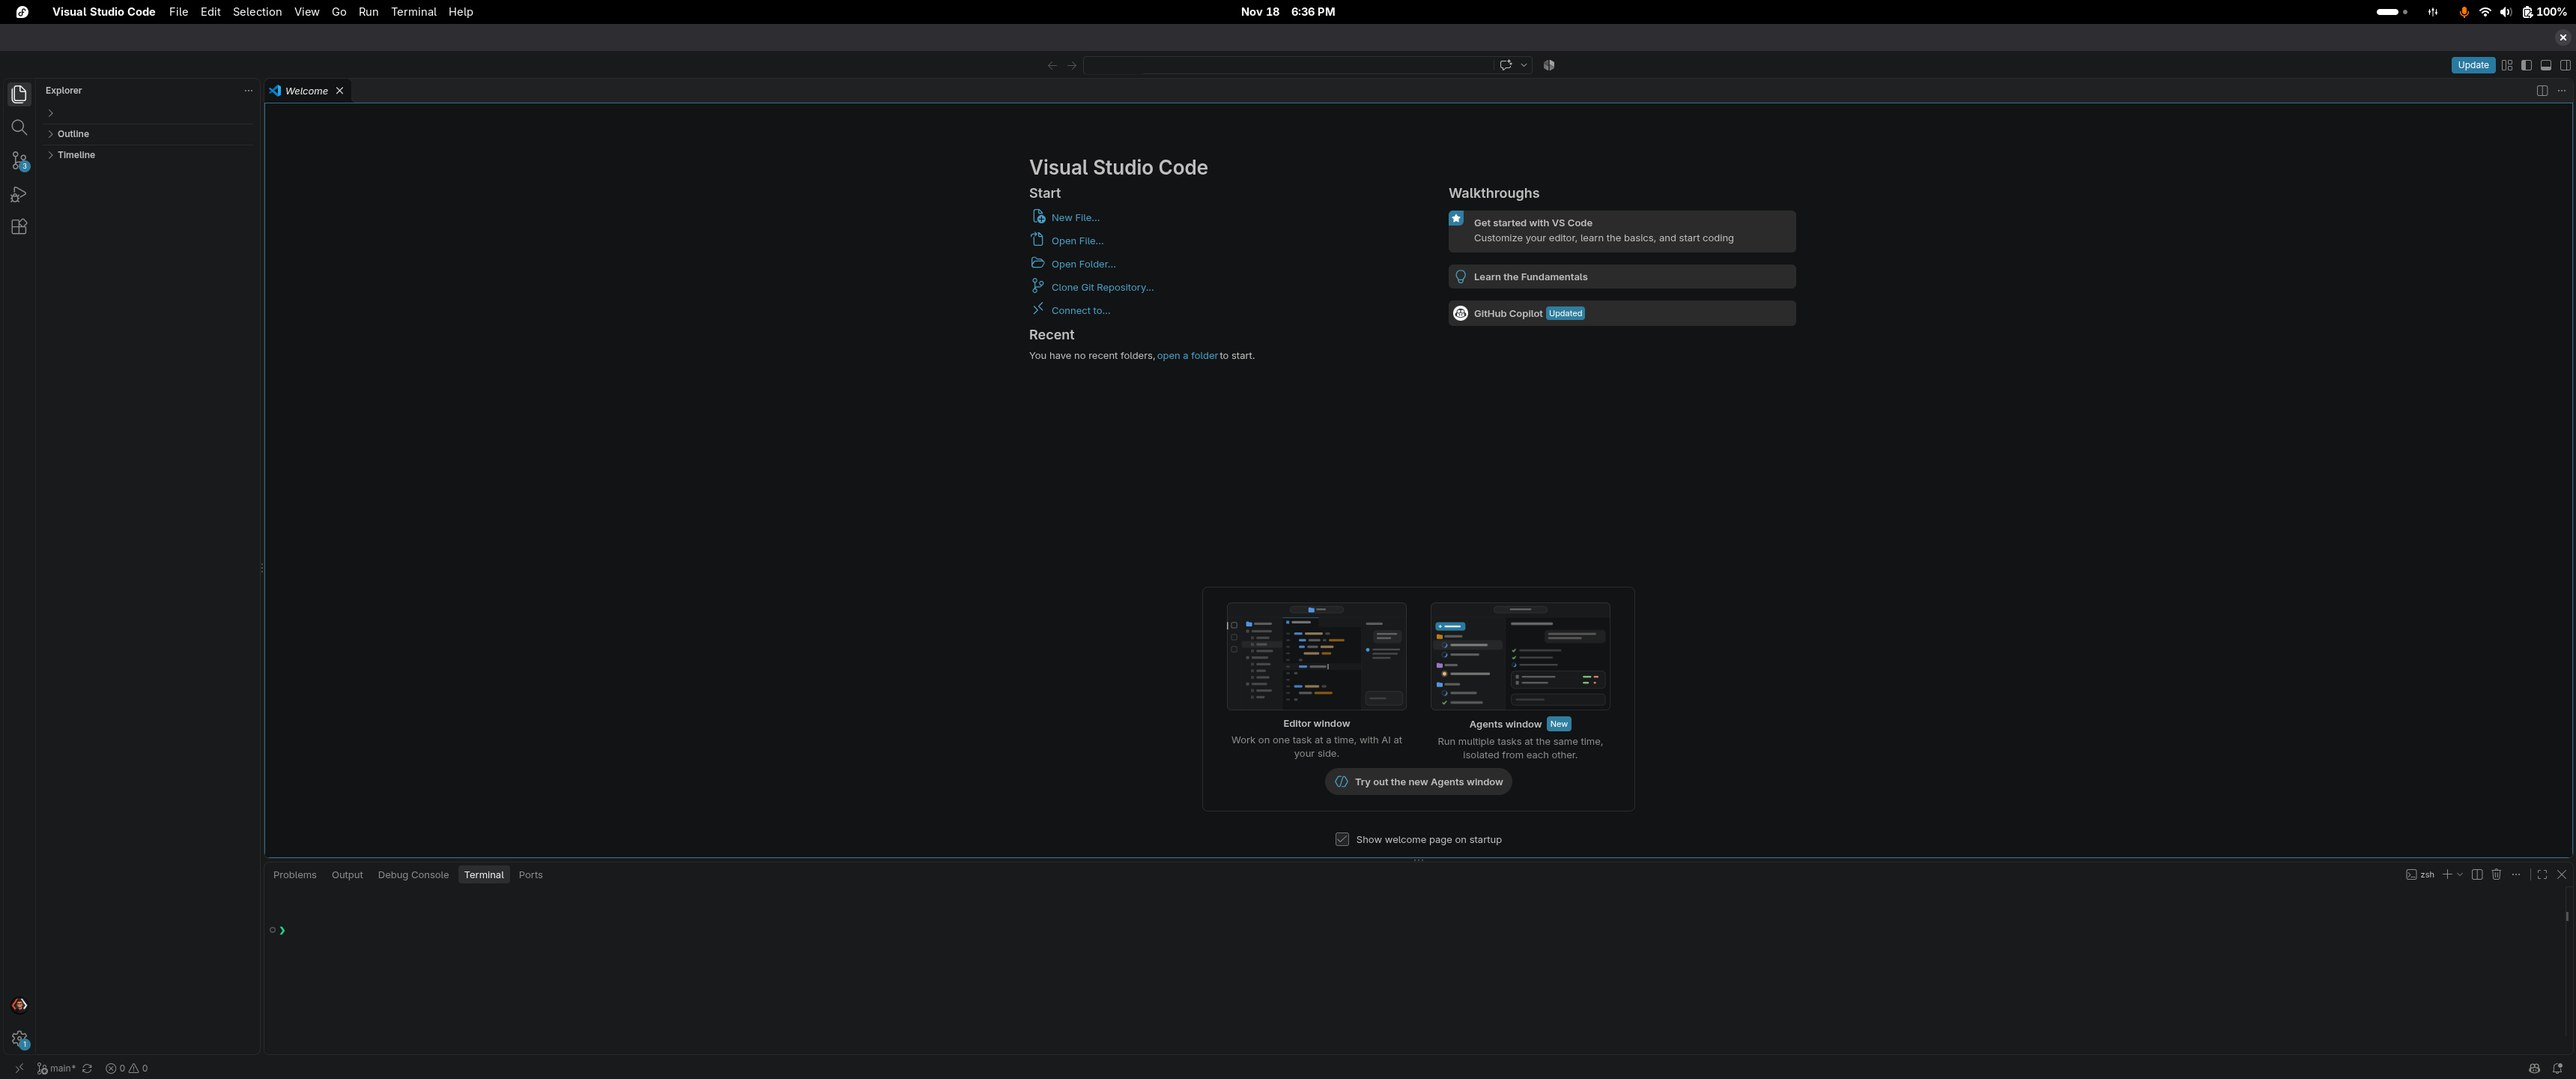 Visual Studio Code File Edit Selection View Go Run Terminal Help Nov 18 6:36 PM 100%
Update
Explorer
Welcome
Outline
Timeline
3
Visual Studio Code
Start
New File...
Open File...
Open Folder...
Clone Git Repository...
Connect to...
Recent
You have no recent folders, open a folder to start.
Walkthroughs
Get started with VS Code
Customize your editor, learn the basics, and start coding
Learn the Fundamentals
GitHub Copilot Updated
Editor window
Work on one task at a time, with AI at
your side.
Agents window New
Run multiple tasks at the same time,
isolated from each other.
Try out the new Agents window
Show welcome page on startup
Problems Output Debug Console Terminal Ports zsh
1
main* 0 0